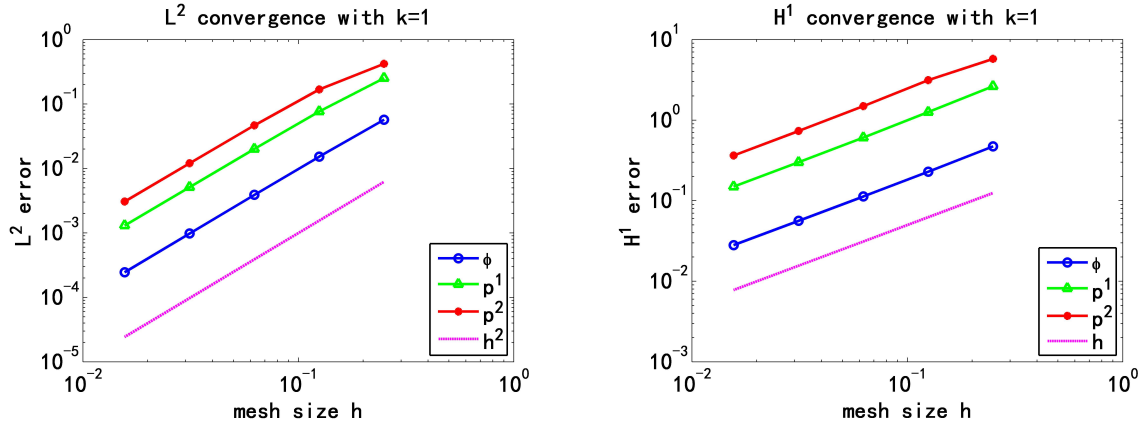 L² convergence with k=1
10⁰
10⁻¹
10⁻²
10⁻³
10⁻⁴
10⁻⁵
L² error
10⁻² 10⁻¹ 10⁰
mesh size h
ϕ
p¹
p²
h²
H¹ convergence with k=1
10¹
10⁰
10⁻¹
10⁻²
10⁻³
H¹ error
10⁻² 10⁻¹ 10⁰
mesh size h
ϕ
p¹
p²
h